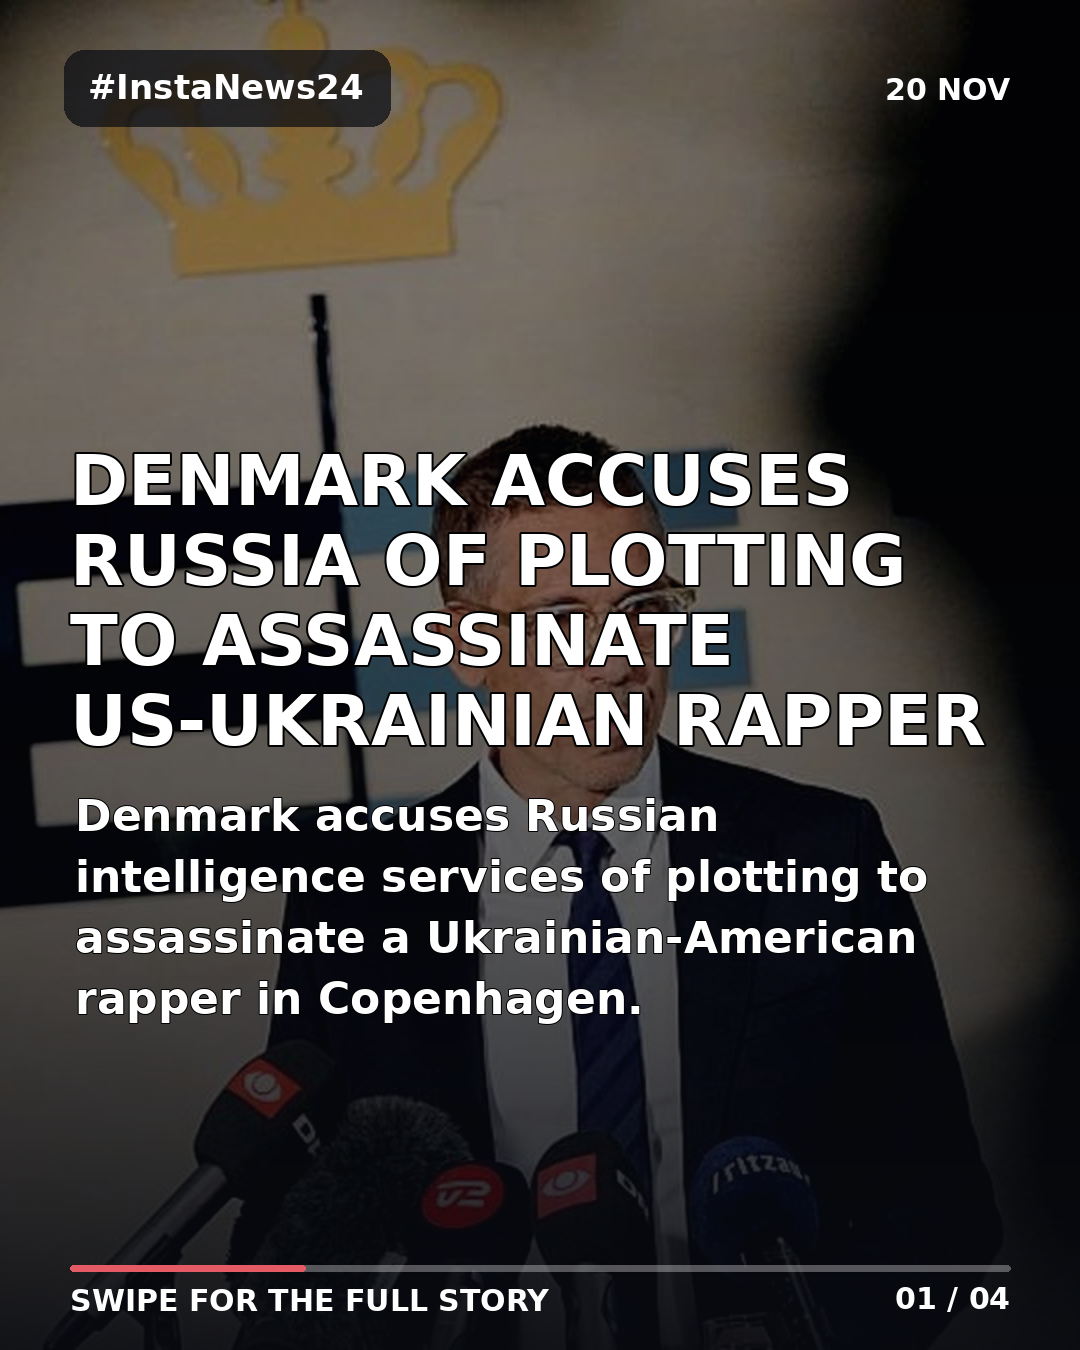 #InstaNews24
20 NOV
DENMARK ACCUSES
RUSSIA OF PLOTTING
TO ASSASSINATE
US-UKRAINIAN RAPPER
Denmark accuses Russian
intelligence services of plotting to
assassinate a Ukrainian-American
rapper in Copenhagen.
SWIPE FOR THE FULL STORY
01 / 04